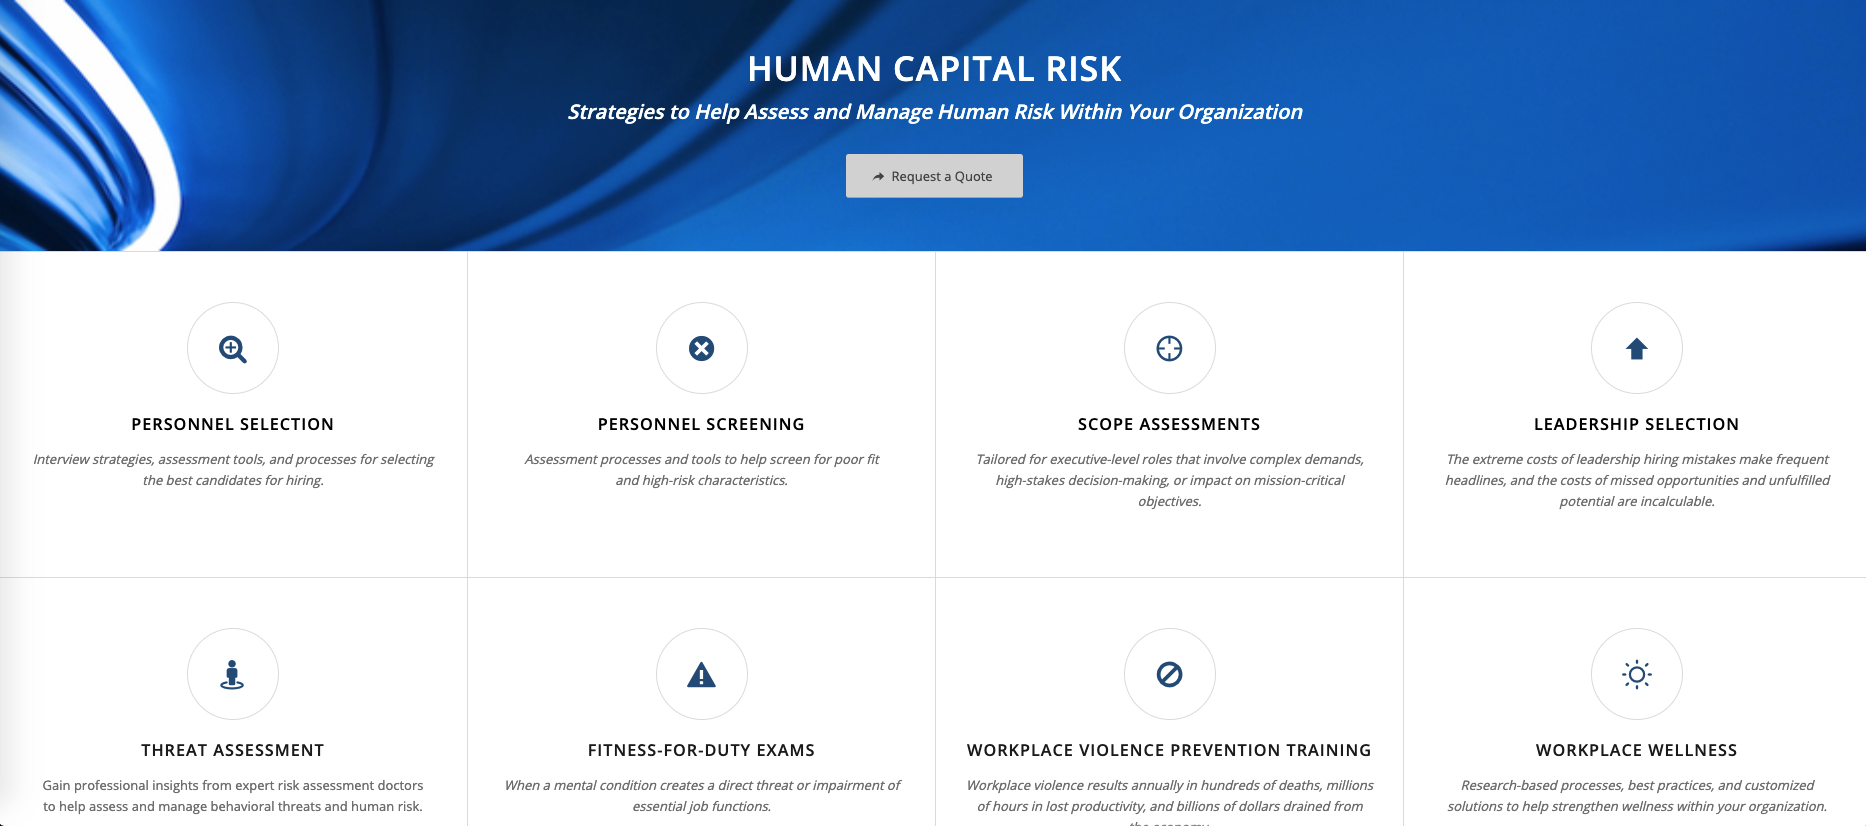 HUMAN CAPITAL RISK
Strategies to Help Assess and Manage Human Risk Within Your Organization
Request a Quote
PERSONNEL SELECTION
Interview strategies, assessment tools, and processes for selecting
the best candidates for hiring.
PERSONNEL SCREENING
Assessment processes and tools to help screen for poor fit
and high-risk characteristics.
SCOPE ASSESSMENTS
Tailored for executive-level roles that involve complex demands,
high-stakes decision-making, or impact on mission-critical
objectives.
LEADERSHIP SELECTION
The extreme costs of leadership hiring mistakes make frequent
headlines, and the costs of missed opportunities and unfulfilled
potential are incalculable.
THREAT ASSESSMENT
Gain professional insights from expert risk assessment doctors
to help assess and manage behavioral threats and human risk.
FITNESS-FOR-DUTY EXAMS
When a mental condition creates a direct threat or impairment of
essential job functions.
WORKPLACE VIOLENCE PREVENTION TRAINING
Workplace violence results annually in hundreds of deaths, millions
of hours in lost productivity, and billions of dollars drained from
the economy.
WORKPLACE WELLNESS
Research-based processes, best practices, and customized
solutions to help strengthen wellness within your organization.